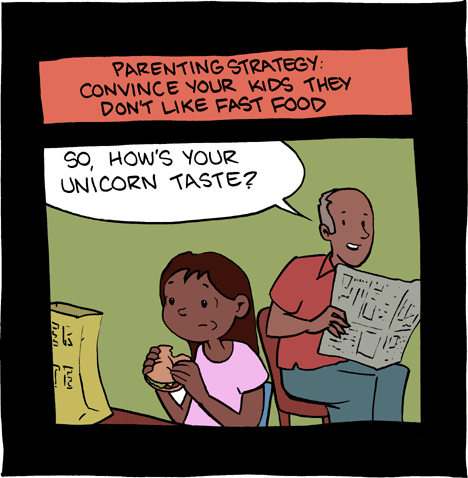 PARENTING STRATEGY:
CONVINCE YOUR KIDS THEY
DON'T LIKE FAST FOOD
SO, HOW'S YOUR
UNICORN TASTE?